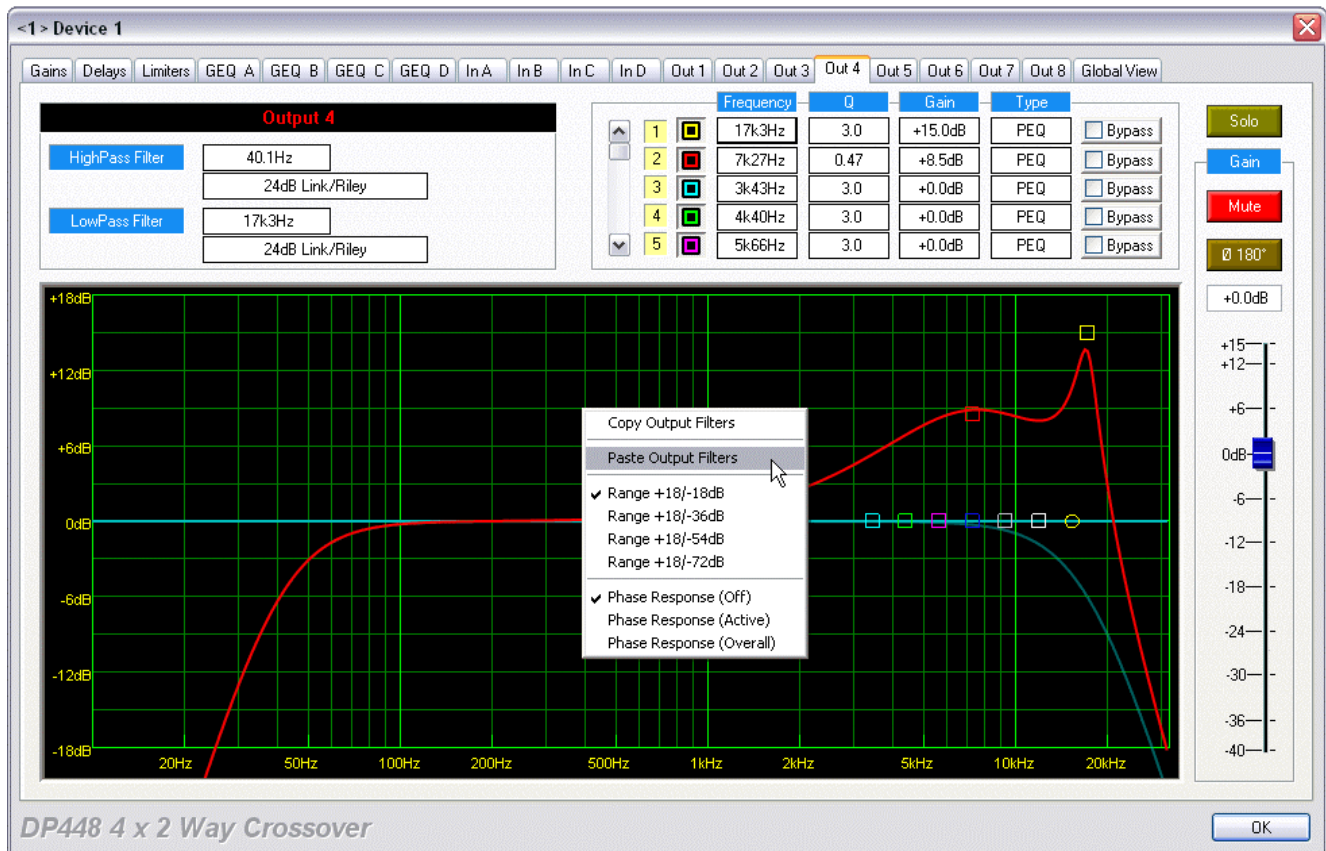 <1> Device 1
Gains Delays Limiters GEQ A GEQ B GEQ C GEQ D In A In B In C In D Out 1 Out 2 Out 3 Out 4 Out 5 Out 6 Out 7 Out 8 Global View
Output 4
HighPass Filter 40.1Hz
24dB Link/Riley
LowPass Filter 17k3Hz
24dB Link/Riley
Frequency Q Gain Type
1 17k3Hz 3.0 +15.0dB PEQ Bypass
2 7k27Hz 0.47 +8.5dB PEQ Bypass
3 3k43Hz 3.0 +0.0dB PEQ Bypass
4 4k40Hz 3.0 +0.0dB PEQ Bypass
5 5k66Hz 3.0 +0.0dB PEQ Bypass
Solo
Gain
Mute
Ø 180°
+0.0dB
+15
+12
+6
0dB
-6
-12
-18
-24
-30
-36
-40
+18dB
+12dB
+6dB
0dB
-6dB
-12dB
-18dB
20Hz 50Hz 100Hz 200Hz 500Hz 1kHz 2kHz 5kHz 10kHz 20kHz
Copy Output Filters
Paste Output Filters
Range +18/-18dB
Range +18/-36dB
Range +18/-54dB
Range +18/-72dB
Phase Response (Off)
Phase Response (Active)
Phase Response (Overall)
DP448 4 x 2 Way Crossover
OK